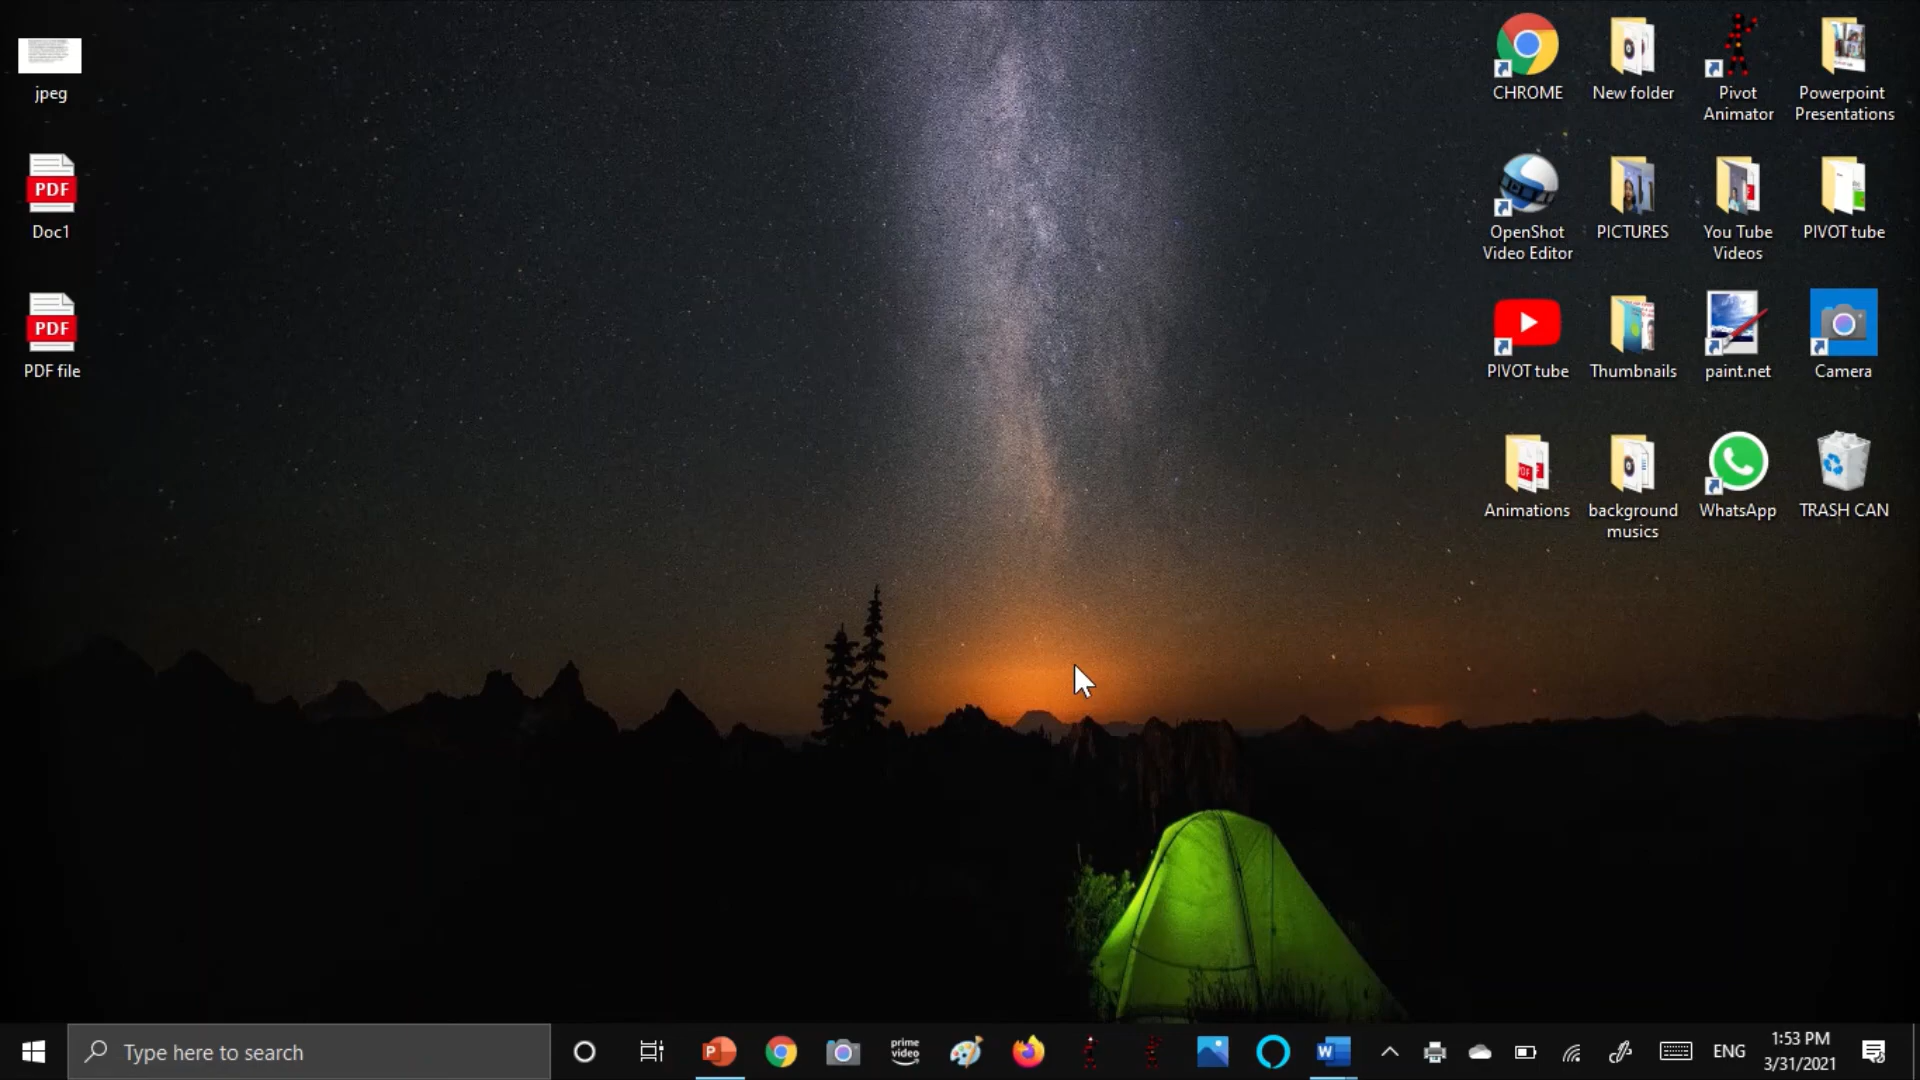 jpeg
PDF
Doc1
PDF
PDF file
CHROME
New folder
Pivot
Animator
Powerpoint
Presentations
OpenShot
Video Editor
PICTURES
You Tube
Videos
PIVOT tube
PIVOT tube
Thumbnails
paint.net
Camera
Animations
background
musics
WhatsApp
TRASH CAN
Type here to search
prime
video
ENG
1:53 PM
3/31/2021